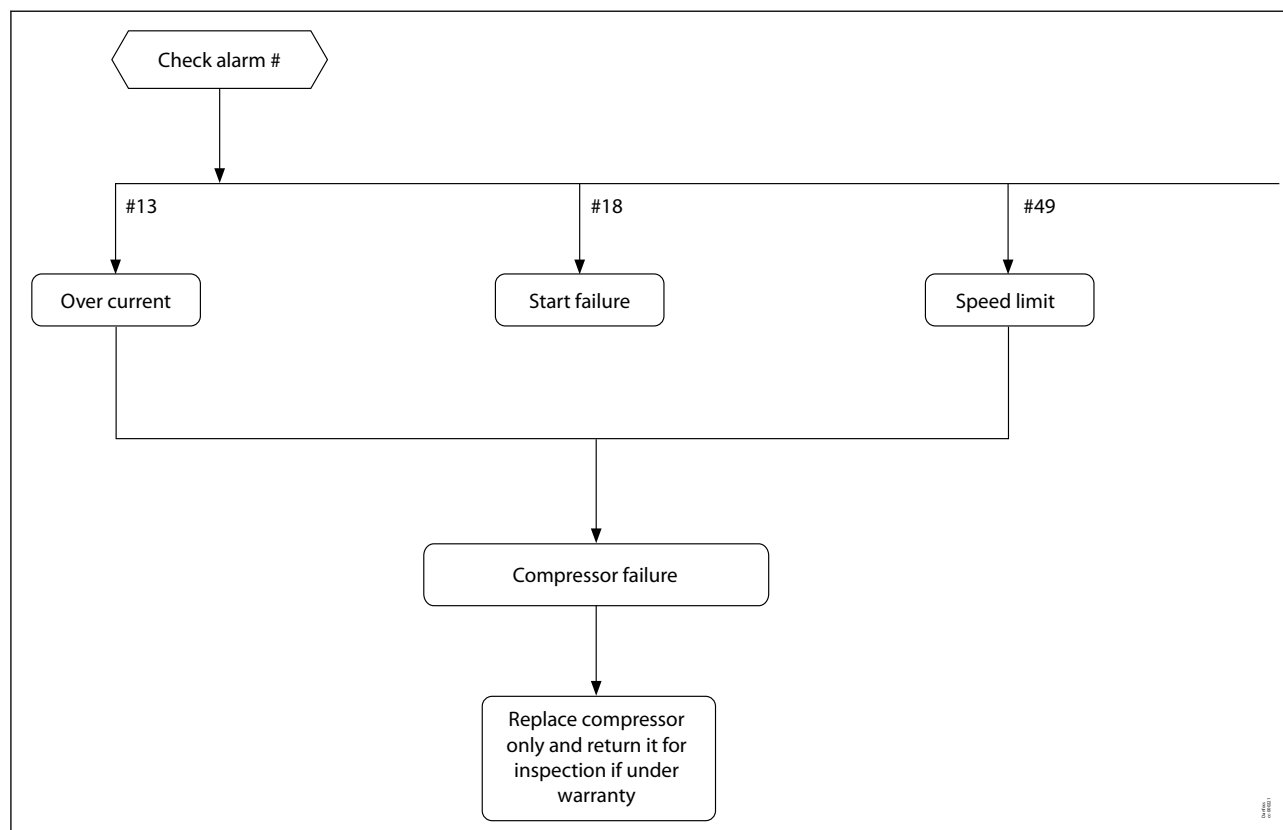 Check alarm #
#13
#18
#49
Over current
Start failure
Speed limit
Compressor failure
Replace compressor
only and return it for
inspection if under
warranty
Danfoss